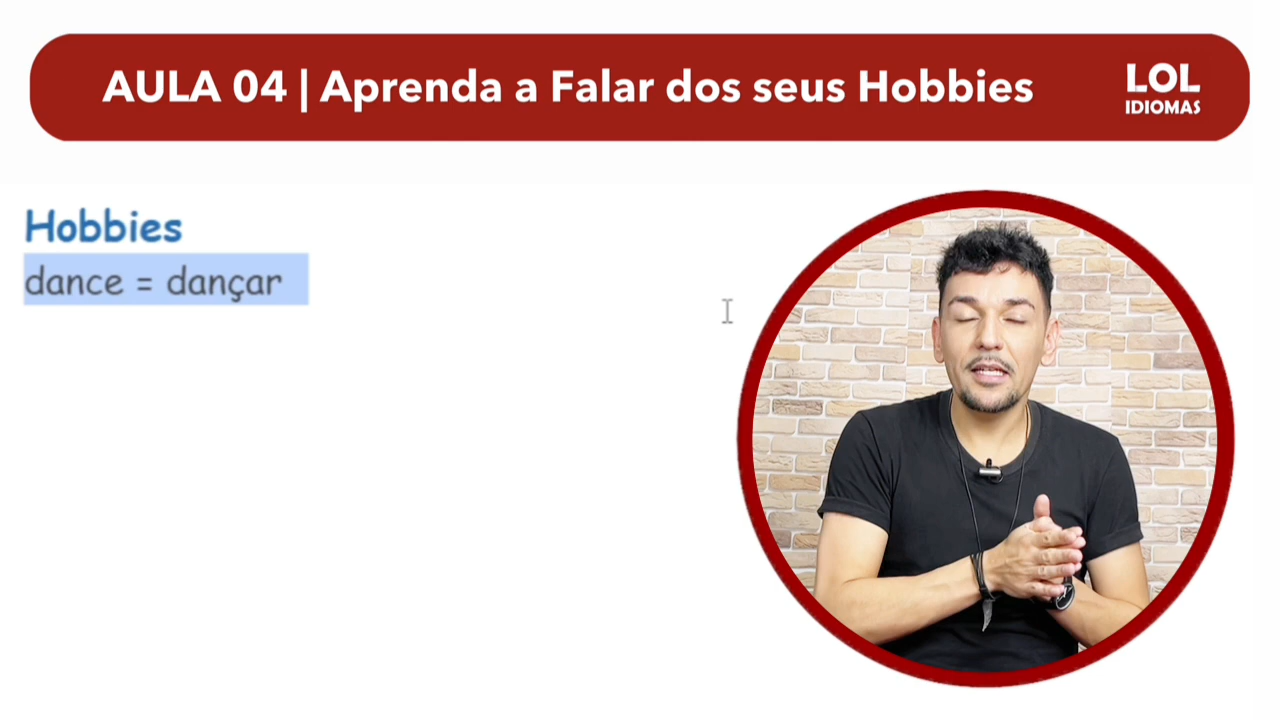 AULA 04 | Aprenda a Falar dos seus Hobbies
LOL
IDIOMAS
Hobbies
dance = dançar